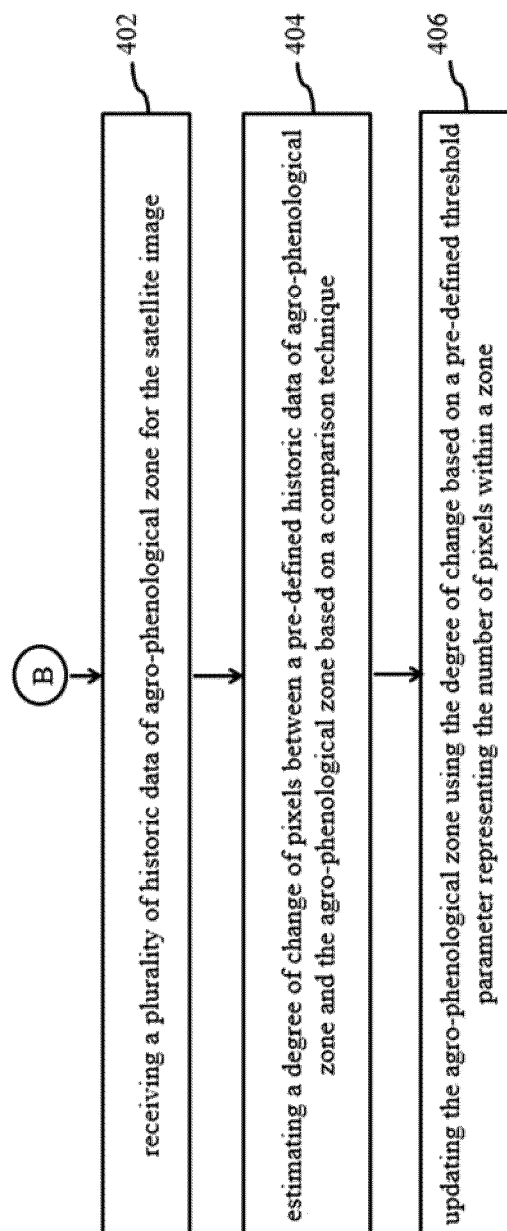 B
receiving a plurality of historic data of agro-phenological zone for the satellite image
402
estimating a degree of change of pixels between a pre-defined historic data of agro-phenological
zone and the agro-phenological zone based on a comparison technique
404
updating the agro-phenological zone using the degree of change based on a pre-defined threshold
parameter representing the number of pixels within a zone
406